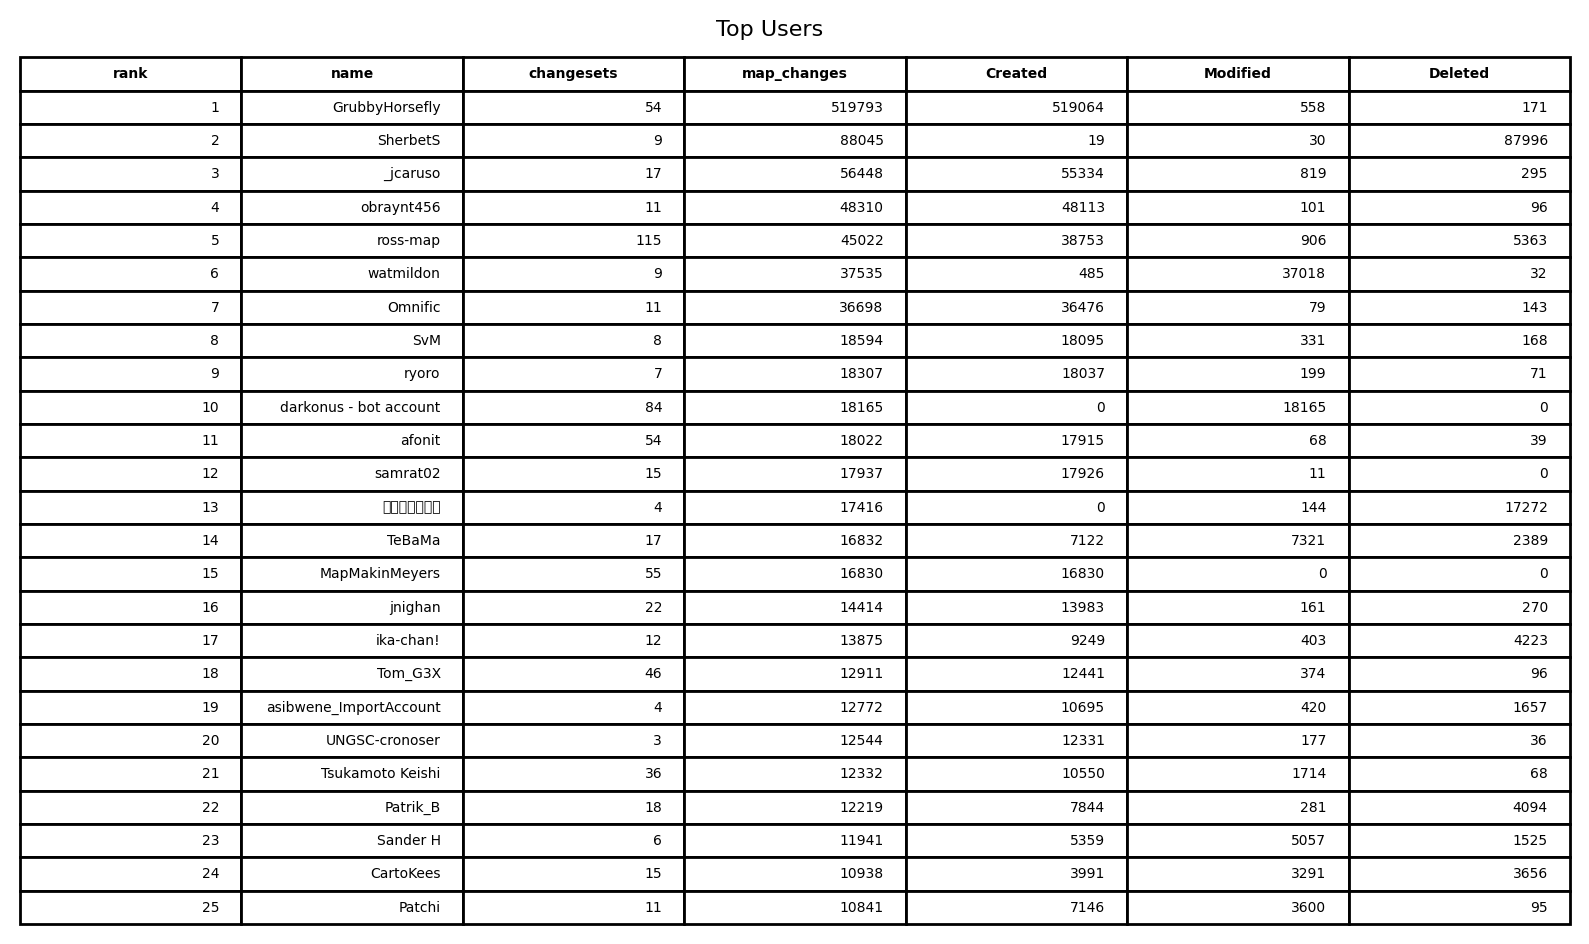 Top Users
rank name changesets map_changes Created Modified Deleted
1 GrubbyHorsefly 54 519793 519064 558 171
2 SherbetS 9 88045 19 30 87996
3 _jcaruso 17 56448 55334 819 295
4 obraynt456 11 48310 48113 101 96
5 ross-map 115 45022 38753 906 5363
6 watmildon 9 37535 485 37018 32
7 Omnific 11 36698 36476 79 143
8 SvM 8 18594 18095 331 168
9 ryoro 7 18307 18037 199 71
10 darkonus - bot account 84 18165 0 18165 0
11 afonit 54 18022 17915 68 39
12 samrat02 15 17937 17926 11 0
13 4 17416 0 144 17272
14 TeBaMa 17 16832 7122 7321 2389
15 MapMakinMeyers 55 16830 16830 0 0
16 jnighan 22 14414 13983 161 270
17 ika-chan! 12 13875 9249 403 4223
18 Tom_G3X 46 12911 12441 374 96
19 asibwene_ImportAccount 4 12772 10695 420 1657
20 UNGSC-cronoser 3 12544 12331 177 36
21 Tsukamoto Keishi 36 12332 10550 1714 68
22 Patrik_B 18 12219 7844 281 4094
23 Sander H 6 11941 5359 5057 1525
24 CartoKees 15 10938 3991 3291 3656
25 Patchi 11 10841 7146 3600 95